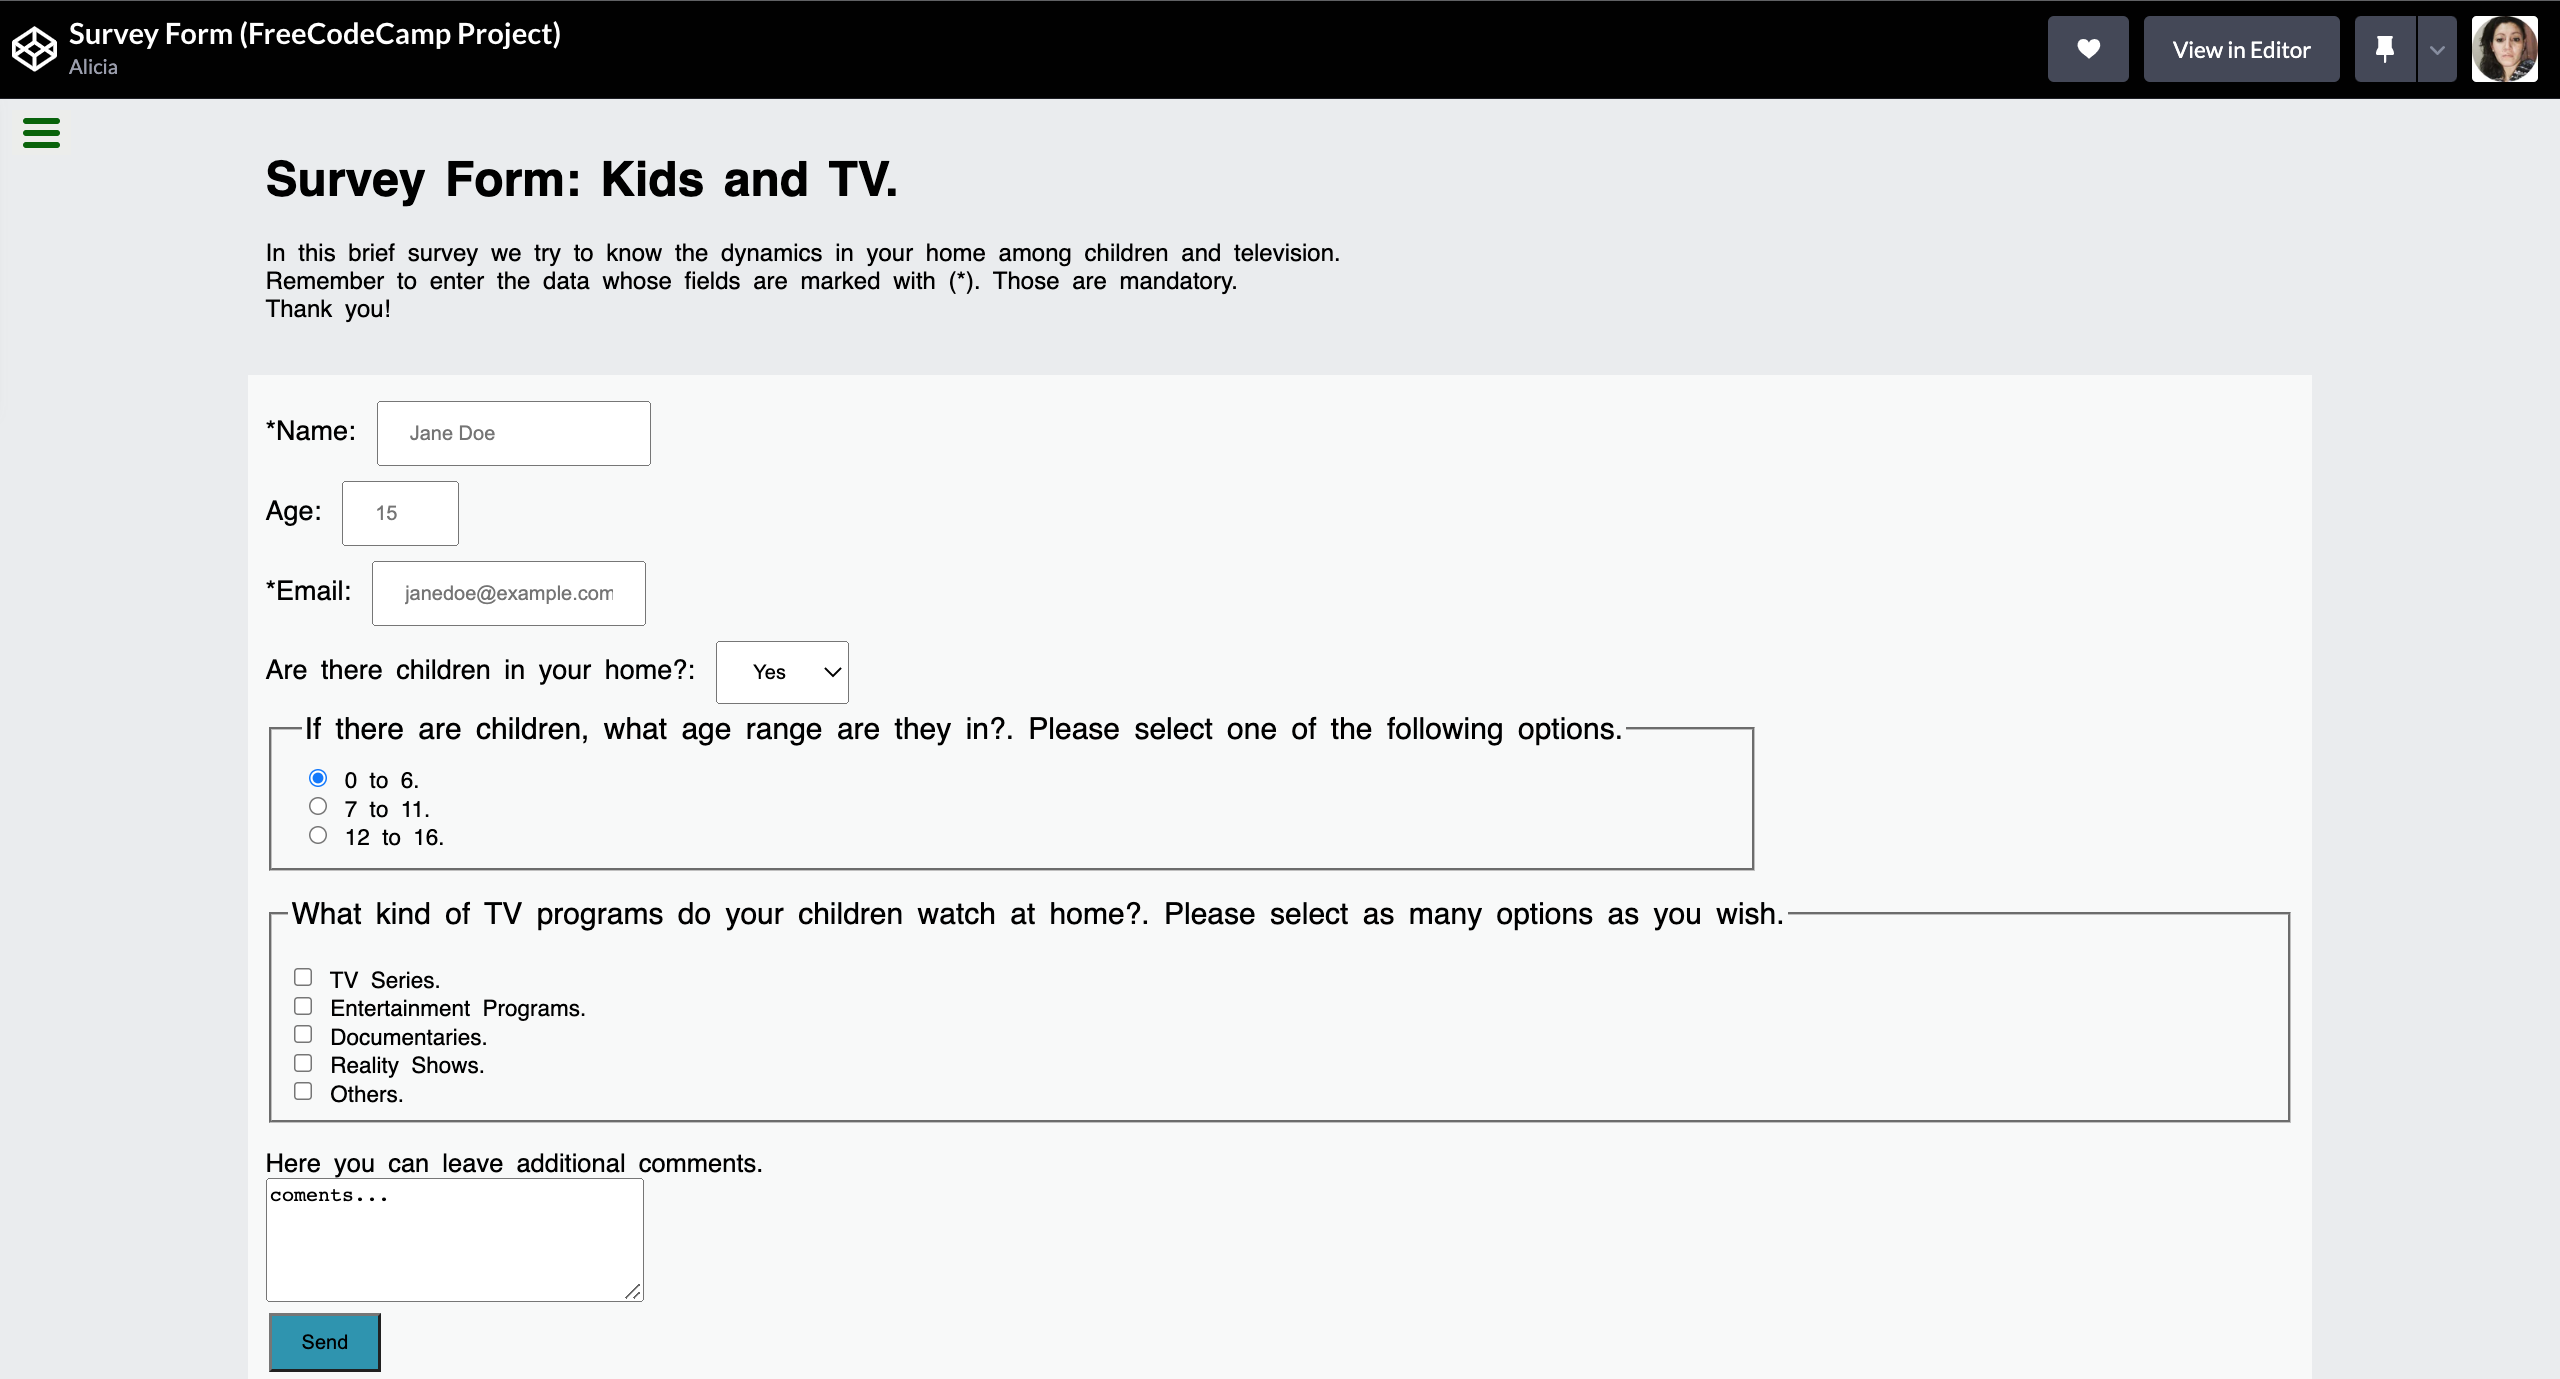 Survey Form (FreeCodeCamp Project)
Alicia
View in Editor
Survey Form: Kids and TV.
In this brief survey we try to know the dynamics in your home among children and television.
Remember to enter the data whose fields are marked with (*). Those are mandatory.
Thank you!
*Name: Jane Doe
Age: 15
*Email: janedoe@example.com
Are there children in your home?: Yes
If there are children, what age range are they in?. Please select one of the following options.
0 to 6.
7 to 11.
12 to 16.
What kind of TV programs do your children watch at home?. Please select as many options as you wish.
TV Series.
Entertainment Programs.
Documentaries.
Reality Shows.
Others.
Here you can leave additional comments.
coments...
Send